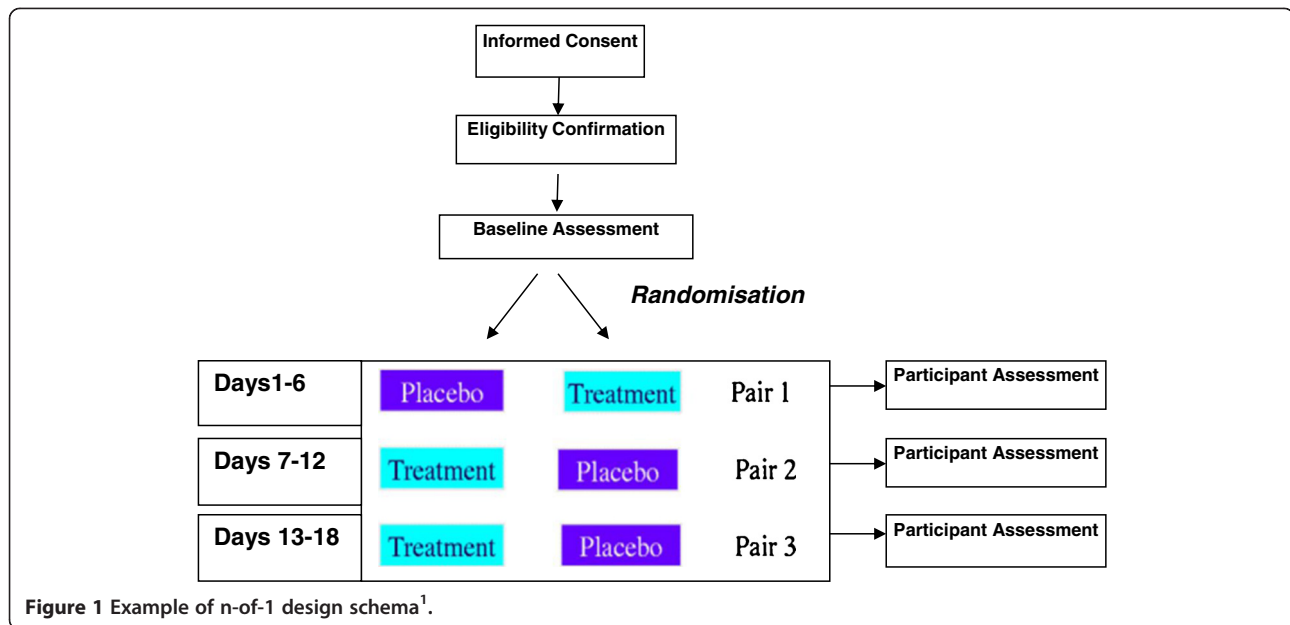 Informed Consent
Eligibility Confirmation
Baseline Assessment
Randomisation
Days1-6
Placebo Treatment Pair 1
Participant Assessment
Days 7-12
Treatment Placebo Pair 2
Participant Assessment
Days 13-18
Treatment Placebo Pair 3
Participant Assessment
Figure 1 Example of n-of-1 design schema¹.